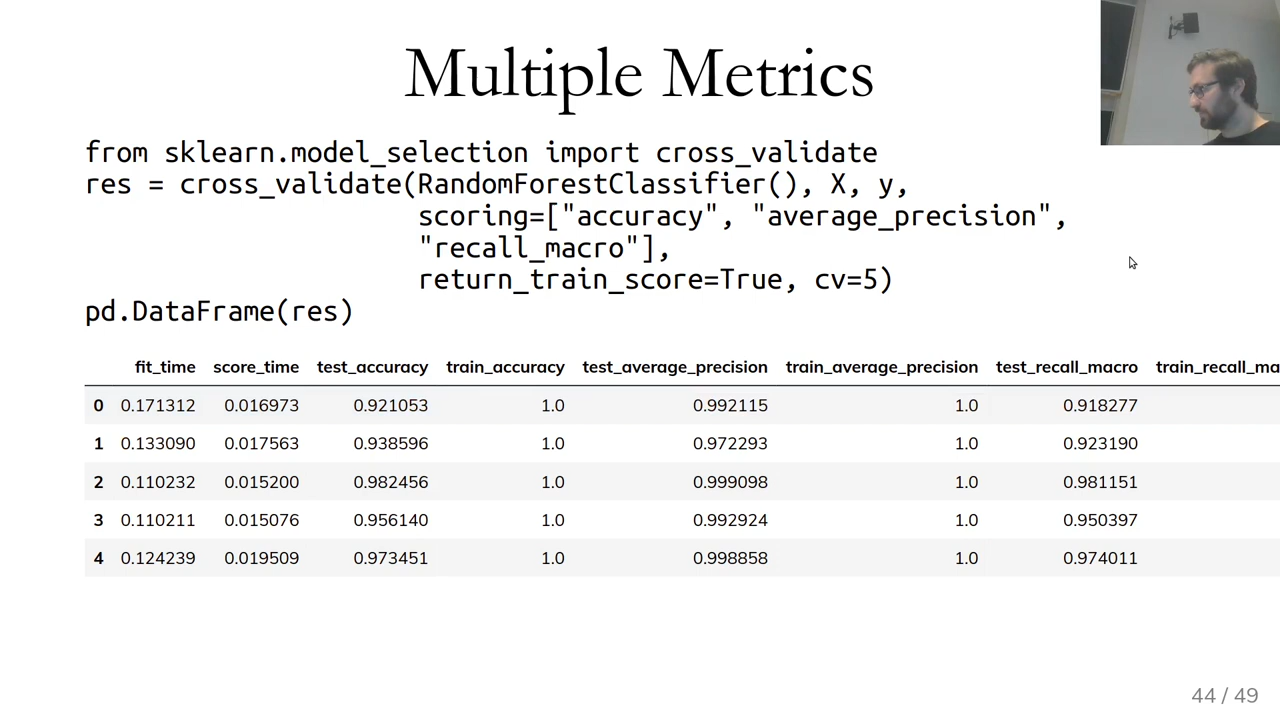 Multiple Metrics
from sklearn.model_selection import cross_validate
res = cross_validate(RandomForestClassifier(), X, y,
scoring=["accuracy", "average_precision",
"recall_macro"],
return_train_score=True, cv=5)
pd.DataFrame(res)
fit_time score_time test_accuracy train_accuracy test_average_precision train_average_precision test_recall_macro train_recall_ma
0 0.171312 0.016973 0.921053 1.0 0.992115 1.0 0.918277
1 0.133090 0.017563 0.938596 1.0 0.972293 1.0 0.923190
2 0.110232 0.015200 0.982456 1.0 0.999098 1.0 0.981151
3 0.110211 0.015076 0.956140 1.0 0.992924 1.0 0.950397
4 0.124239 0.019509 0.973451 1.0 0.998858 1.0 0.974011
44 / 49